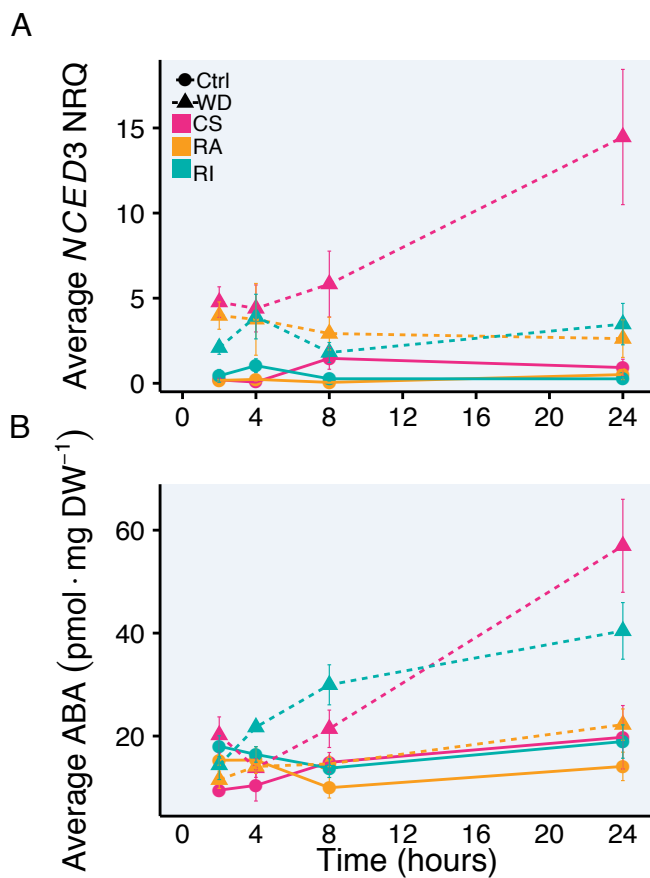 A
Average NCED3 NRQ
15
10
5
0
Ctrl
WD
CS
RA
RI
0 4 8 12 16 20 24
B
Average ABA (pmol · mg DW⁻¹)
60
40
20
0 4 8 12 16 20 24
Time (hours)